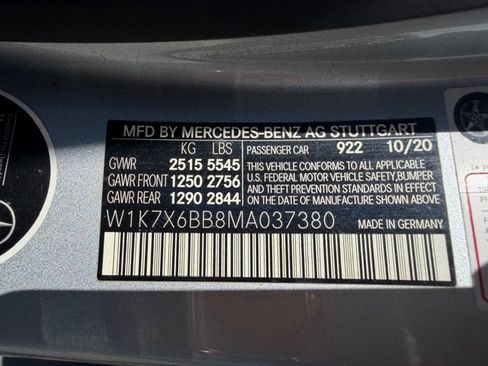 MFD BY MERCEDES-BENZ AG STUTTGART
KG LBS PASSENGER CAR 922 10/20
GVWR 2515 5545
GAWR FRONT 1250 2756
GAWR REAR 1290 2844
THIS VEHICLE CONFORMS TO ALL APPLICABLE
U.S. FEDERAL MOTOR VEHICLE SAFETY,BUMPER
AND THEFT PREVENTION STANDARDS IN EFFECT
ON THE DATE OF MANUFACTURE SHOWN ABOVE
W1K7X6BB8MA037380 MADE IN GERMANY